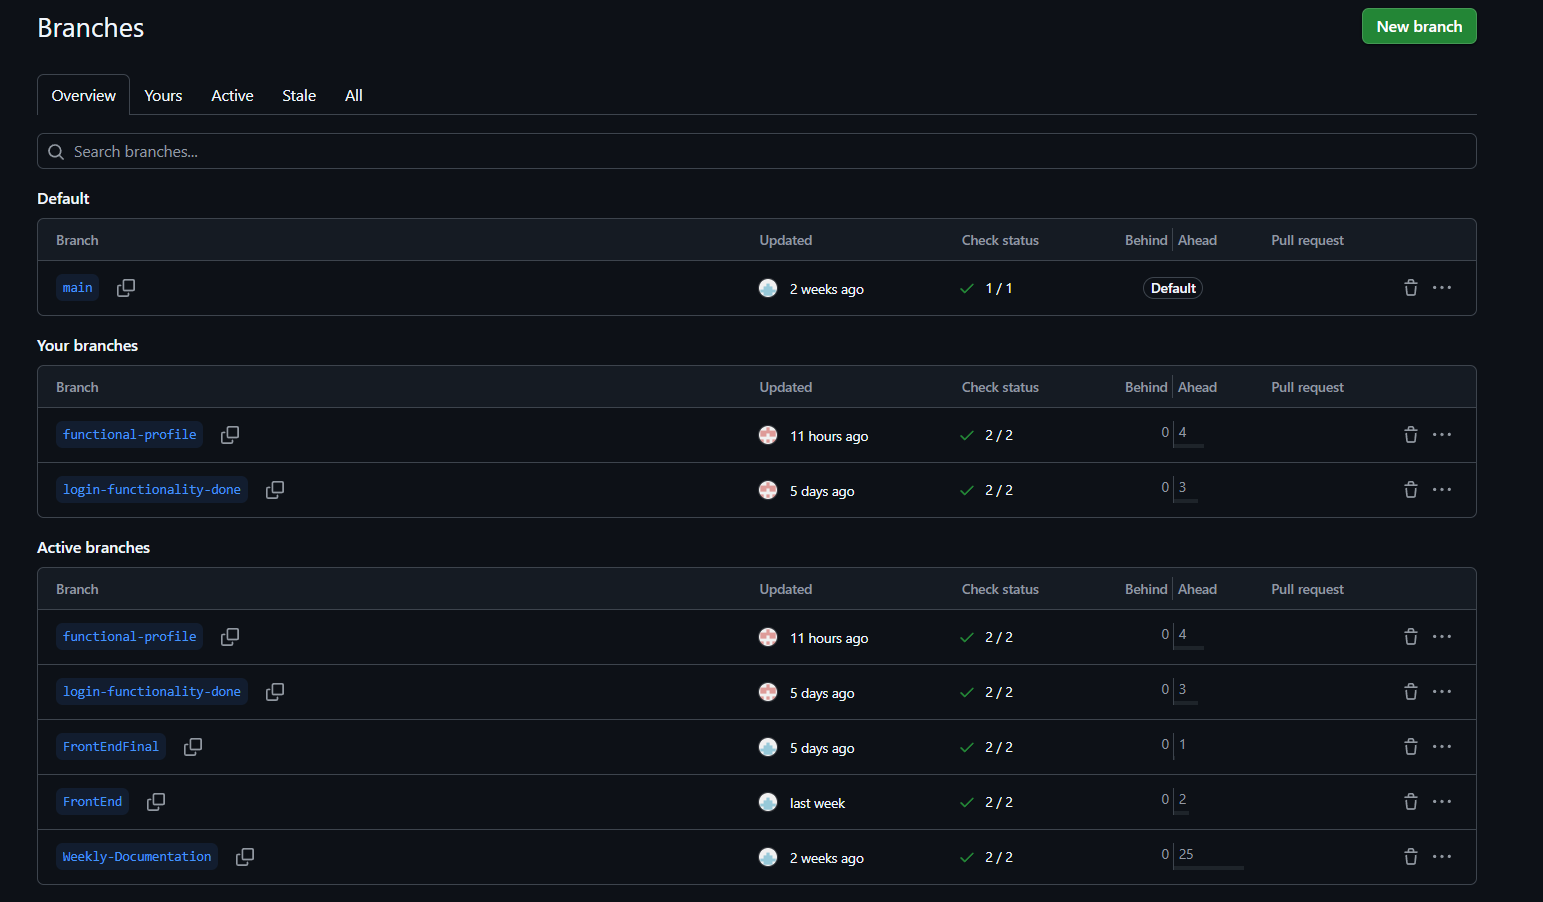 Branches
New branch
Overview Yours Active Stale All
Search branches...
Default
Branch Updated Check status Behind Ahead Pull request
main 2 weeks ago 1 / 1 Default
Your branches
Branch Updated Check status Behind Ahead Pull request
functional-profile 11 hours ago 2 / 2 0 4
login-functionality-done 5 days ago 2 / 2 0 3
Active branches
Branch Updated Check status Behind Ahead Pull request
functional-profile 11 hours ago 2 / 2 0 4
login-functionality-done 5 days ago 2 / 2 0 3
FrontEndFinal 5 days ago 2 / 2 0 1
FrontEnd last week 2 / 2 0 2
Weekly-Documentation 2 weeks ago 2 / 2 0 25